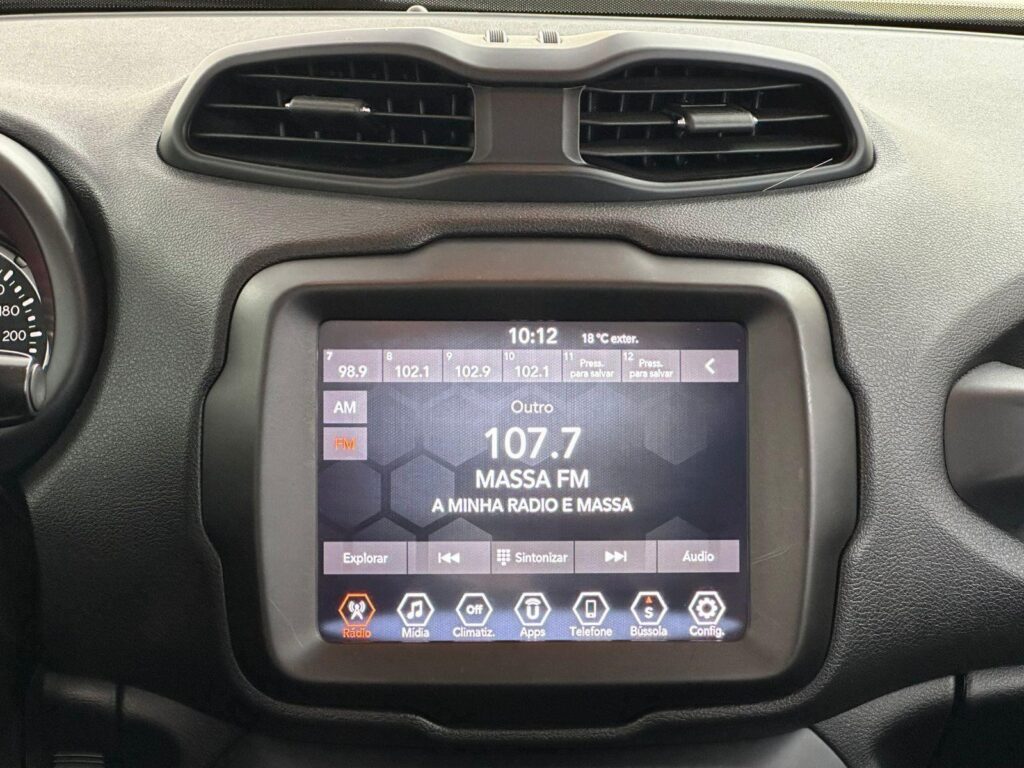 10:12 18 °C exter.
7 8 9 10 11 Press. 12 Press.
98.9 102.1 102.9 102.1 para salvar para salvar
AM
Outro
FM
107.7
MASSA FM
A MINHA RADIO E MASSA
Explorar Sintonizar Áudio
Off U S
Rádio Mídia Climatiz. Apps Telefone Bússola Config.
180
200